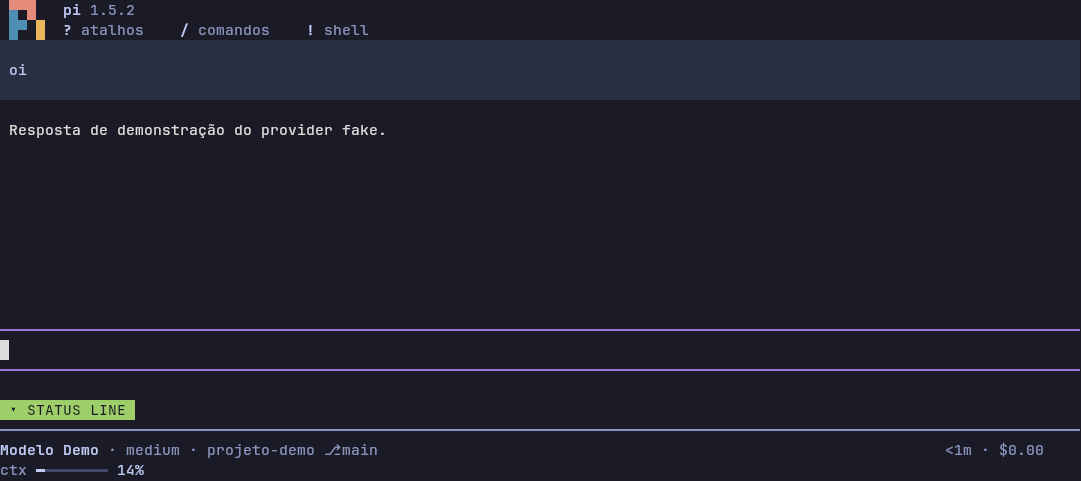 pi 1.5.2
? atalhos / comandos ! shell
oi
Resposta de demonstração do provider fake.
▾ STATUS LINE
Modelo Demo · medium · projeto-demo ⎇main <1m · $0.00
ctx 14%